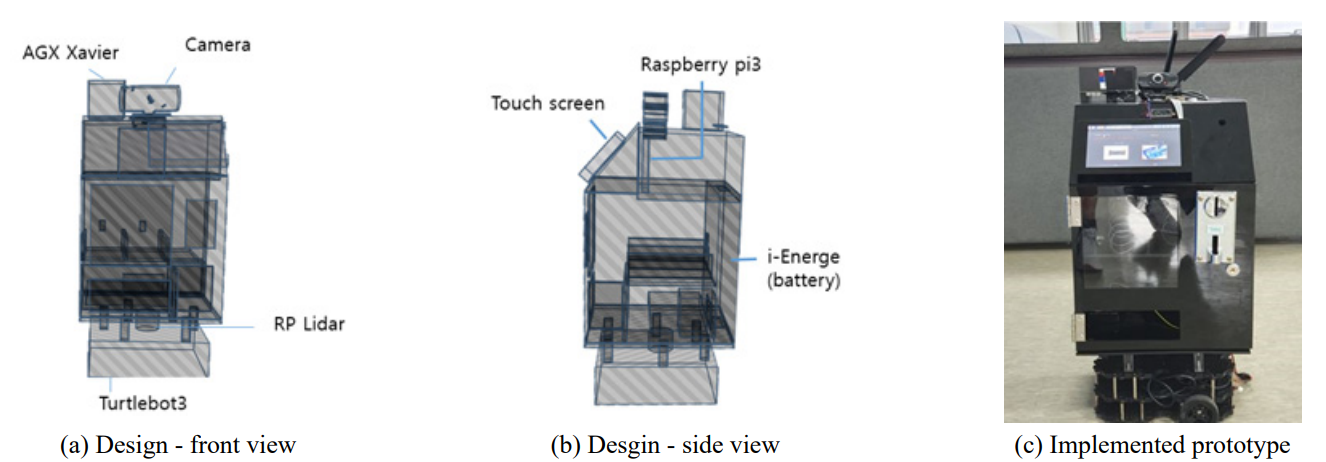 AGX Xavier
Camera
RP Lidar
Turtlebot3
(a) Design - front view
Raspberry pi3
Touch screen
i-Energe
(battery)
(b) Desgin - side view
(c) Implemented prototype